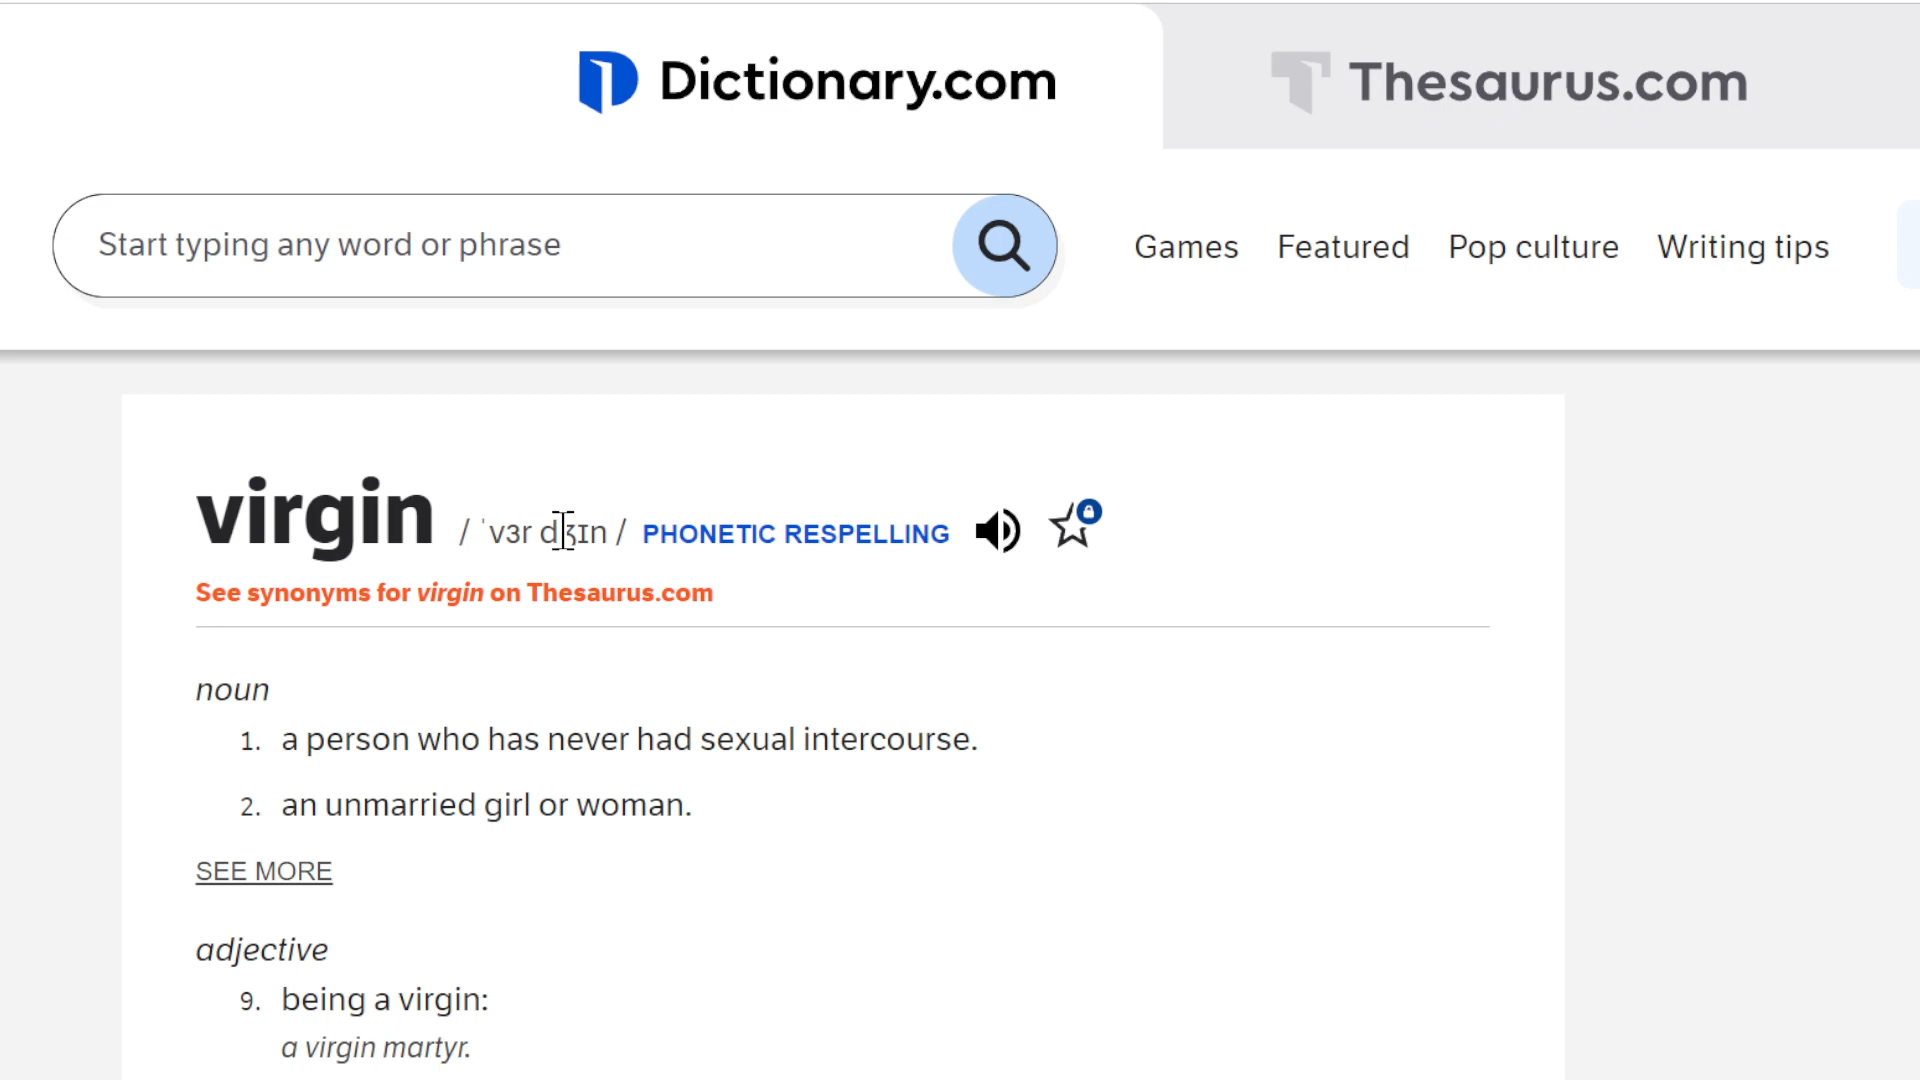 Dictionary.com
Thesaurus.com
Start typing any word or phrase
Games Featured Pop culture Writing tips
virgin / ˈvɜr dʒɪn / PHONETIC RESPELLING
See synonyms for virgin on Thesaurus.com
noun
1. a person who has never had sexual intercourse.
2. an unmarried girl or woman.
SEE MORE
adjective
9. being a virgin:
a virgin martyr.